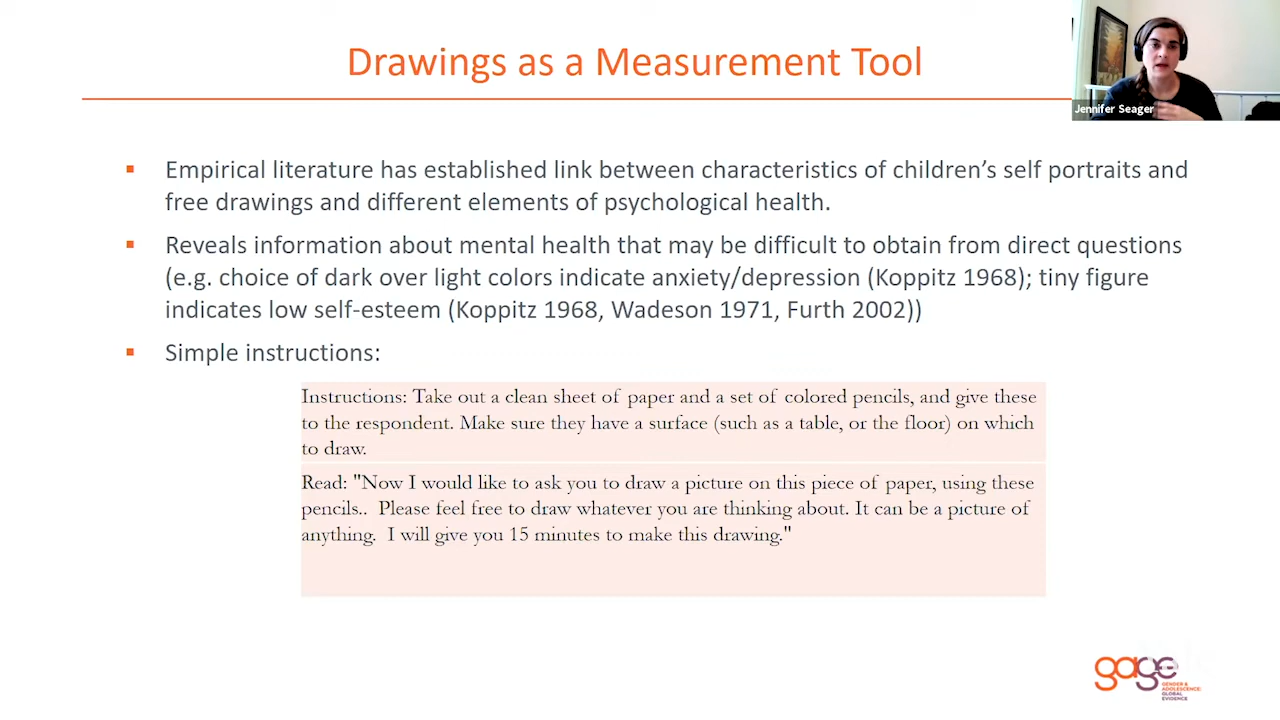 Drawings as a Measurement Tool
Jennifer Seager
▪ Empirical literature has established link between characteristics of children’s self portraits and
free drawings and different elements of psychological health.
▪ Reveals information about mental health that may be difficult to obtain from direct questions
(e.g. choice of dark over light colors indicate anxiety/depression (Koppitz 1968); tiny figure
indicates low self-esteem (Koppitz 1968, Wadeson 1971, Furth 2002))
▪ Simple instructions:
Instructions: Take out a clean sheet of paper and a set of colored pencils, and give these
to the respondent. Make sure they have a surface (such as a table, or the floor) on which
to draw.
Read: "Now I would like to ask you to draw a picture on this piece of paper, using these
pencils.. Please feel free to draw whatever you are thinking about. It can be a picture of
anything. I will give you 15 minutes to make this drawing."
gage
GENDER &
ADOLESCENCE:
GLOBAL
EVIDENCE